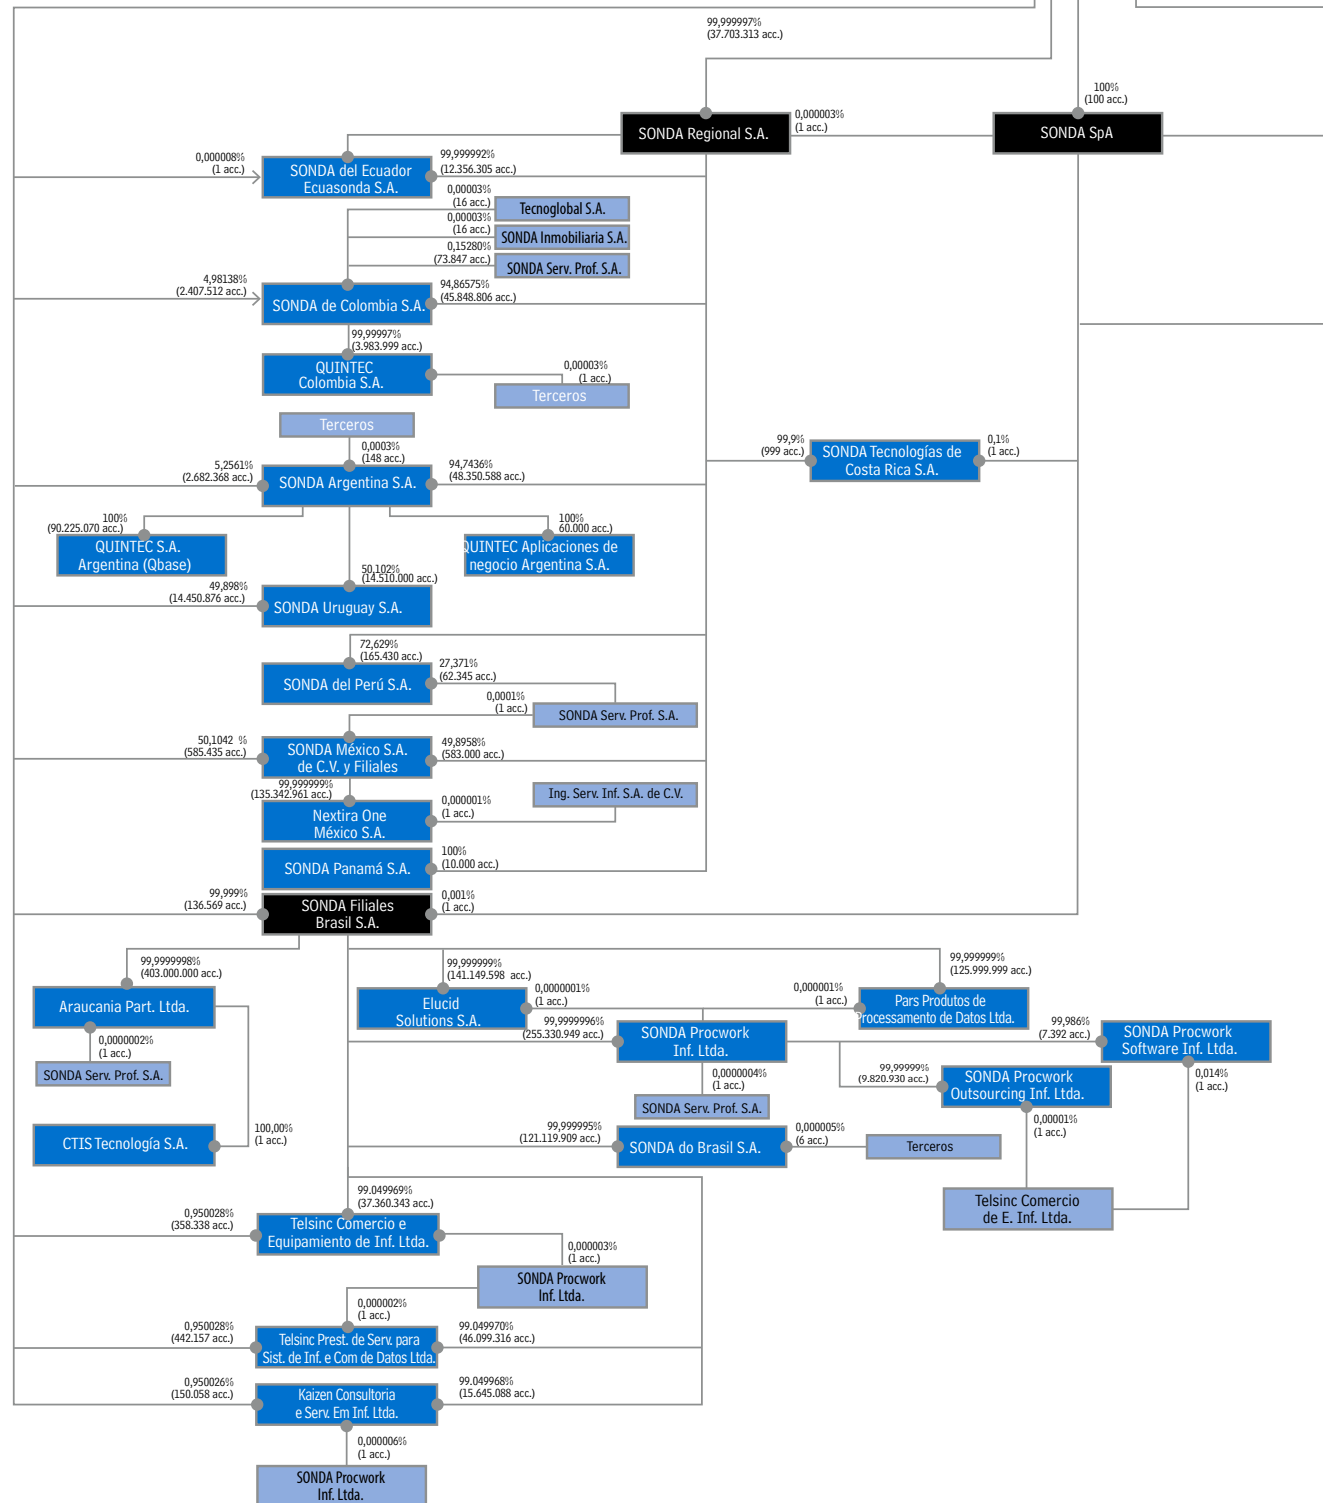 99,999997%
(37.703.313 acc.)
100%
(100 acc.)
SONDA Regional S.A.
0,000003%
(1 acc.)
SONDA SpA
0,000008%
(1 acc.)
SONDA del Ecuador
Ecuasonda S.A.
99,999992%
(12.356.305 acc.)
0,00003%
(16 acc.)
Tecnoglobal S.A.
0,00003%
(16 acc.)
SONDA Inmobiliaria S.A.
0,15280%
(73.847 acc.)
SONDA Serv. Prof. S.A.
4,98138%
(2.407.512 acc.)
SONDA de Colombia S.A.
94,86575%
(45.848.806 acc.)
99,99997%
(3.983.999 acc.)
QUINTEC
Colombia S.A.
0,00003%
(1 acc.)
Terceros
Terceros
0,0003%
(148 acc.)
5,2561%
(2.682.368 acc.)
SONDA Argentina S.A.
94,7436%
(48.350.588 acc.)
99,9%
(999 acc.)
SONDA Tecnologías de
Costa Rica S.A.
0,1%
(1 acc.)
100%
(90.225.070 acc.)
QUINTEC S.A.
Argentina (Qbase)
100%
60.000 acc.)
QUINTEC Aplicaciones de
negocio Argentina S.A.
50,102%
(14.510.000 acc.)
49,898%
(14.450.876 acc.)
SONDA Uruguay S.A.
72,629%
(165.430 acc.)
SONDA del Perú S.A.
27,371%
(62.345 acc.)
0,0001%
(1 acc.)
SONDA Serv. Prof. S.A.
50,1042 %
(585.435 acc.)
SONDA México S.A.
de C.V. y Filiales
49,8958%
(583.000 acc.)
99,999999%
(135.342.961 acc.)
Nextira One
México S.A.
0,000001%
(1 acc.)
Ing. Serv. Inf. S.A. de C.V.
SONDA Panamá S.A.
100%
(10.000 acc.)
99,999%
(136.569 acc.)
SONDA Filiales
Brasil S.A.
0,001%
(1 acc.)
99,9999998%
(403.000.000 acc.)
Araucania Part. Ltda.
0,0000002%
(1 acc.)
SONDA Serv. Prof. S.A.
CTIS Tecnología S.A.
100,00%
(1 acc.)
99,999999%
(141.149.598 acc.)
Elucid
Solutions S.A.
0,0000001%
(1 acc.)
0,000001%
(1 acc.)
99,999999%
(125.999.999 acc.)
Pars Produtos de
Processamento de Datos Ltda.
99,9999996%
(255.330.949 acc.)
SONDA Procwork
Inf. Ltda.
0,0000004%
(1 acc.)
SONDA Serv. Prof. S.A.
99,986%
(7.392 acc.)
SONDA Procwork
Software Inf. Ltda.
99,99999%
(9.820.930 acc.)
SONDA Procwork
Outsourcing Inf. Ltda.
0,014%
(1 acc.)
0,00001%
(1 acc.)
Telsinc Comercio
de E. Inf. Ltda.
99,999995%
(121.119.909 acc.)
SONDA do Brasil S.A.
0,000005%
(6 acc.)
Terceros
99.049969%
(37.360.343 acc.)
0,950028%
(358.338 acc.)
Telsinc Comercio e
Equipamiento de Inf. Ltda.
0,000003%
(1 acc.)
SONDA Procwork
Inf. Ltda.
0,000002%
(1 acc.)
0,950028%
(442.157 acc.)
Telsinc Prest. de Serv. para
Sist. de Inf. e Com de Datos Ltda.
99.049970%
(46.099.316 acc.)
0,950026%
(150.058 acc.)
Kaizen Consultoria
e Serv. Em Inf. Ltda.
99.049968%
(15.645.088 acc.)
0,000006%
(1 acc.)
SONDA Procwork
Inf. Ltda.